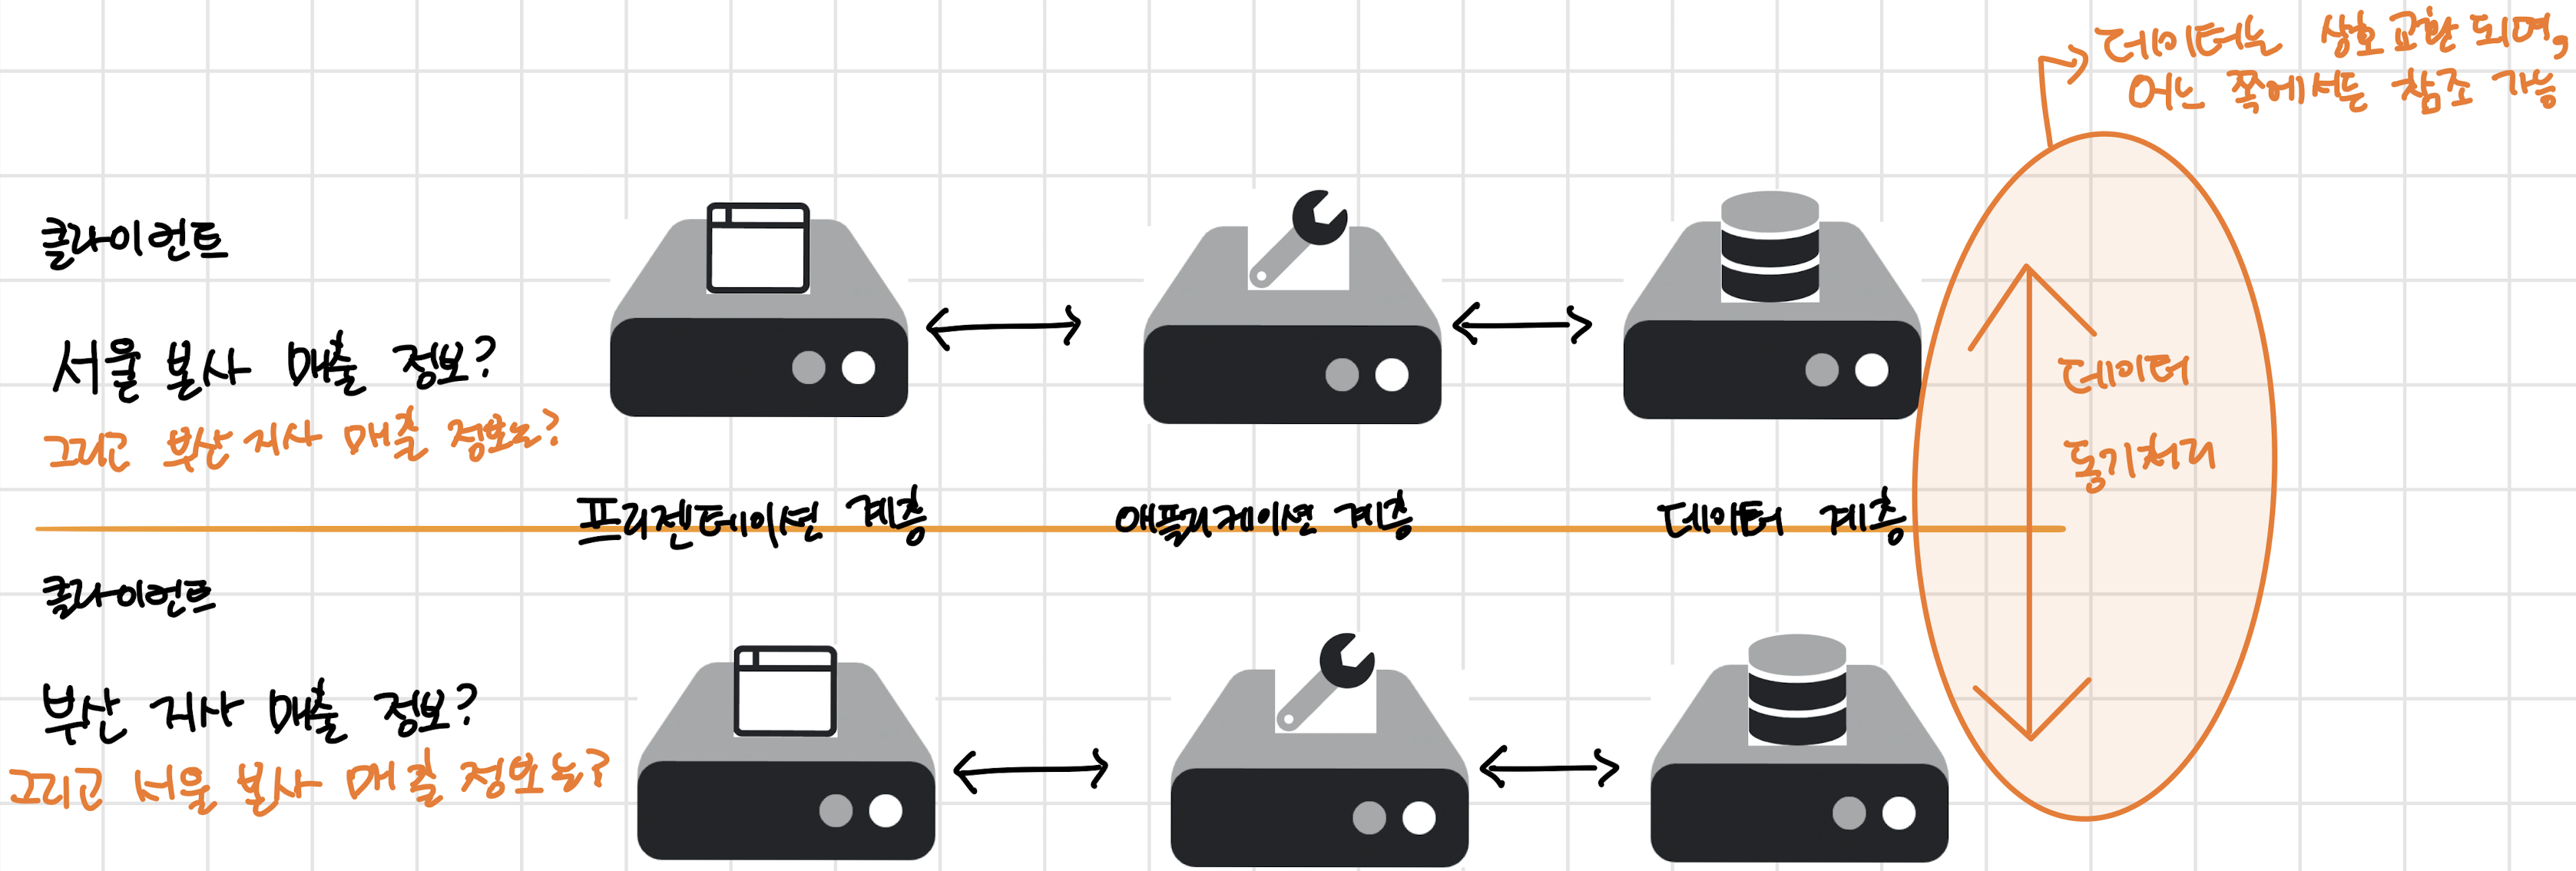 데이터는 상호 교환 되며,
어느 쪽에서든 참조 가능
클라이언트
서울 본사 매출 정보?
그리고 부산 지사 매출 정보는?
데이터
동기처리
프리젠테이션 계층
애플리케이션 계층
데이터 계층
클라이언트
부산 지사 매출 정보?
그리고 서울 본사 매출 정보는?